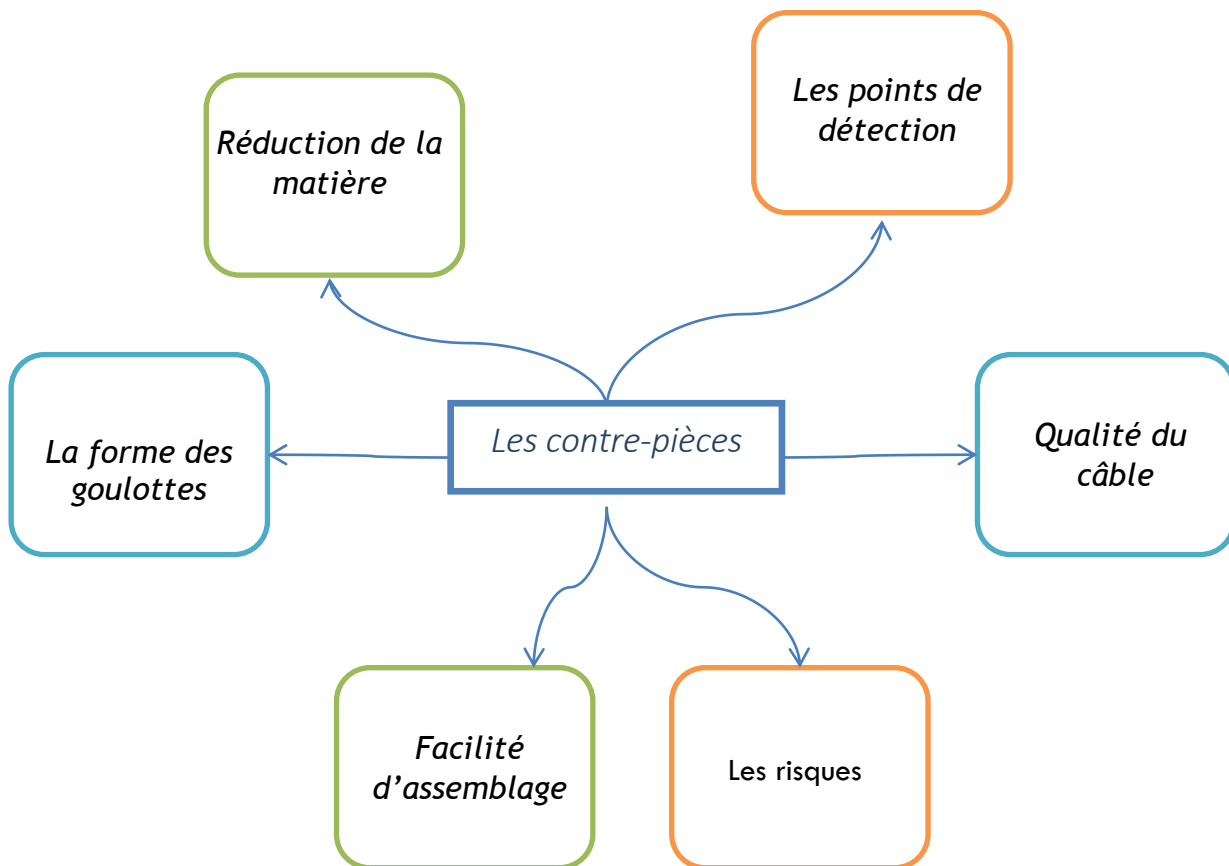 Les points de
détection
Réduction de la
matière
Les contre-pièces
La forme des
goulottes
Qualité du
câble
Facilité
d’assemblage
Les risques